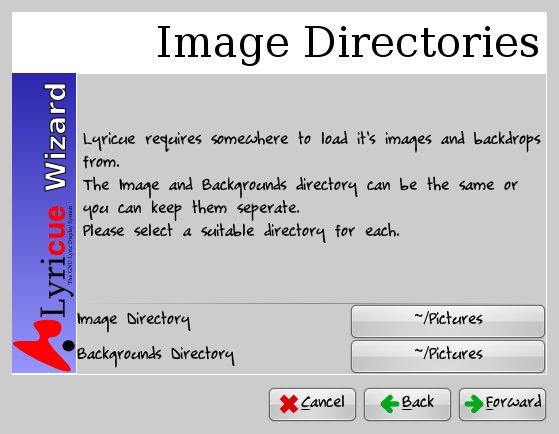 Image Directories
Lyricue Wizard
The GNU Lyric Display System
Lyricue requires somewhere to load it's images and backdrops
from.
The Image and Backgrounds directory can be the same or
you can keep them seperate.
Please select a suitable directory for each.
Image Directory ~/Pictures
Backgrounds Directory ~/Pictures
Cancel Back Forward